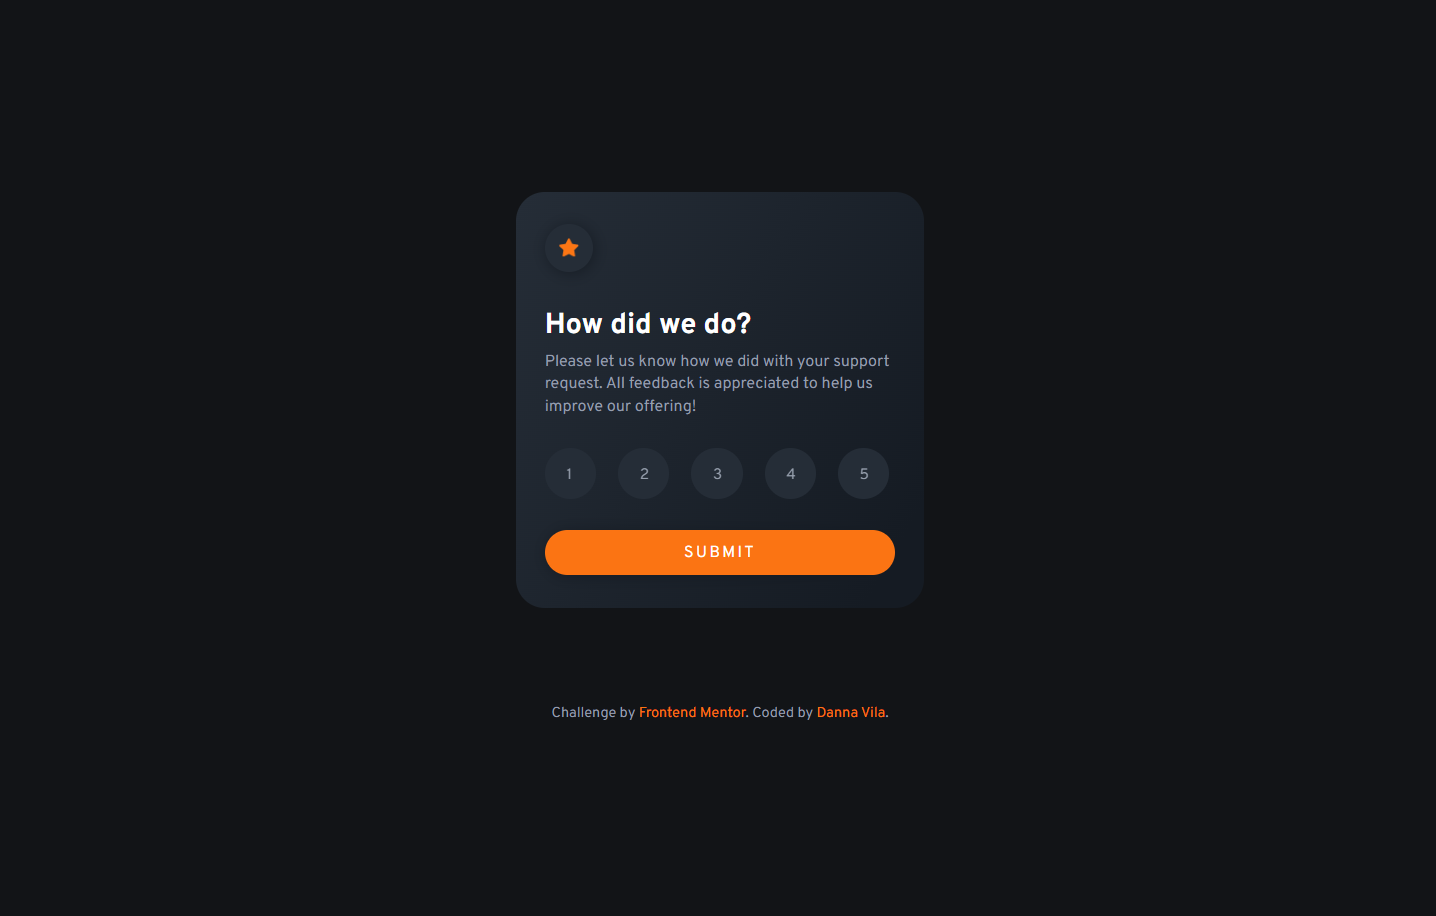 How did we do?
Please let us know how we did with your support
request. All feedback is appreciated to help us
improve our offering!
1 2 3 4 5
SUBMIT
Challenge by Frontend Mentor. Coded by Danna Vila.